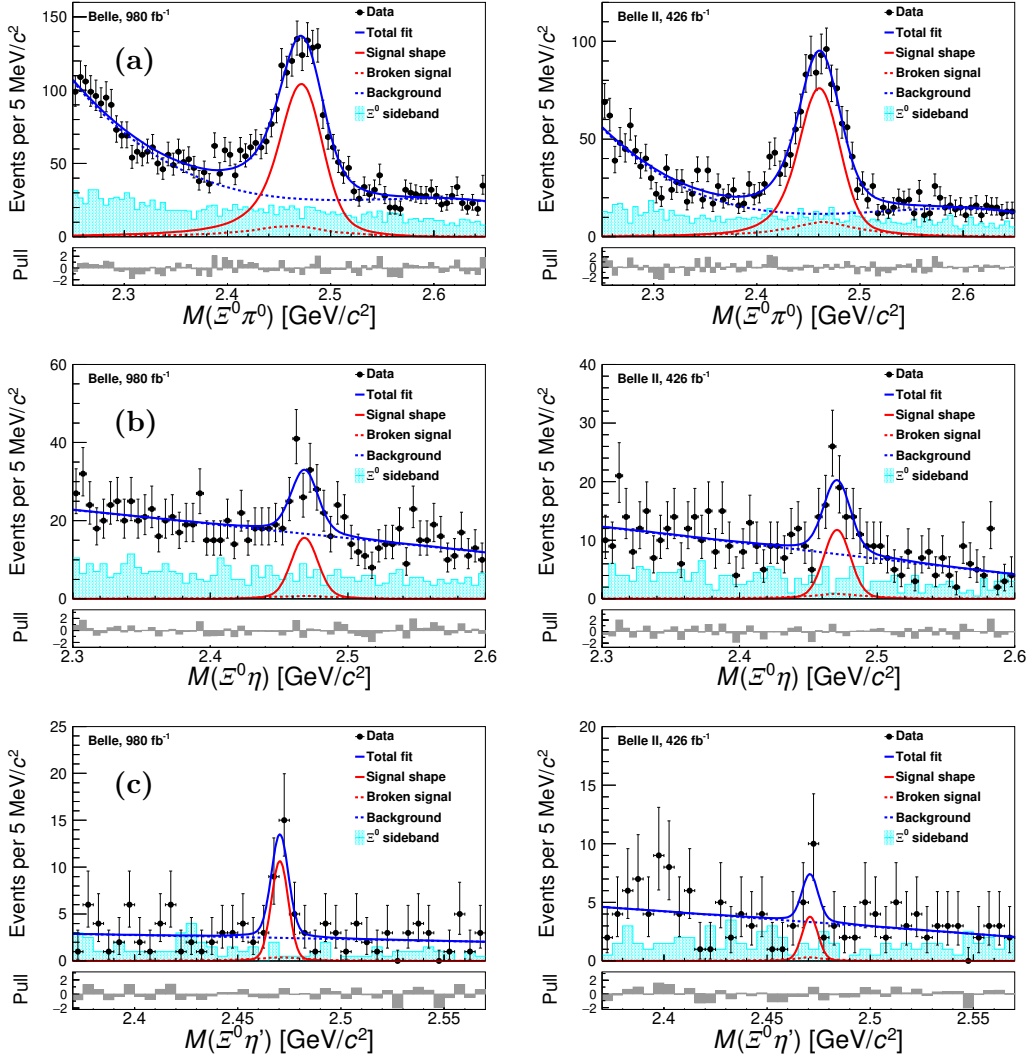 Belle, 980 fb⁻¹
(a)
Data
Total fit
Signal shape
Broken signal
Background
Ξ⁰ sideband
Events per 5 MeV/c²
150
100
50
0
Pull
2
0
−2
2.3 2.4 2.5 2.6
M(Ξ⁰π⁰) [GeV/c²]
Belle II, 426 fb⁻¹
Data
Total fit
Signal shape
Broken signal
Background
Ξ⁰ sideband
Events per 5 MeV/c²
100
50
0
Pull
2
0
−2
2.3 2.4 2.5 2.6
M(Ξ⁰π⁰) [GeV/c²]
Belle, 980 fb⁻¹
(b)
Data
Total fit
Signal shape
Broken signal
Background
Ξ⁰ sideband
Events per 5 MeV/c²
60
40
20
0
Pull
2
0
−2
2.3 2.4 2.5 2.6
M(Ξ⁰η) [GeV/c²]
Belle II, 426 fb⁻¹
Data
Total fit
Signal shape
Broken signal
Background
Ξ⁰ sideband
Events per 5 MeV/c²
40
30
20
10
0
Pull
2
0
−2
2.3 2.4 2.5 2.6
M(Ξ⁰η) [GeV/c²]
Belle, 980 fb⁻¹
(c)
Data
Total fit
Signal shape
Broken signal
Background
Ξ⁰ sideband
Events per 5 MeV/c²
25
20
15
10
5
0
Pull
2
0
−2
2.4 2.45 2.5 2.55
M(Ξ⁰η') [GeV/c²]
Belle II, 426 fb⁻¹
Data
Total fit
Signal shape
Broken signal
Background
Ξ⁰ sideband
Events per 5 MeV/c²
20
15
10
5
0
Pull
2
0
−2
2.4 2.45 2.5 2.55
M(Ξ⁰η') [GeV/c²]